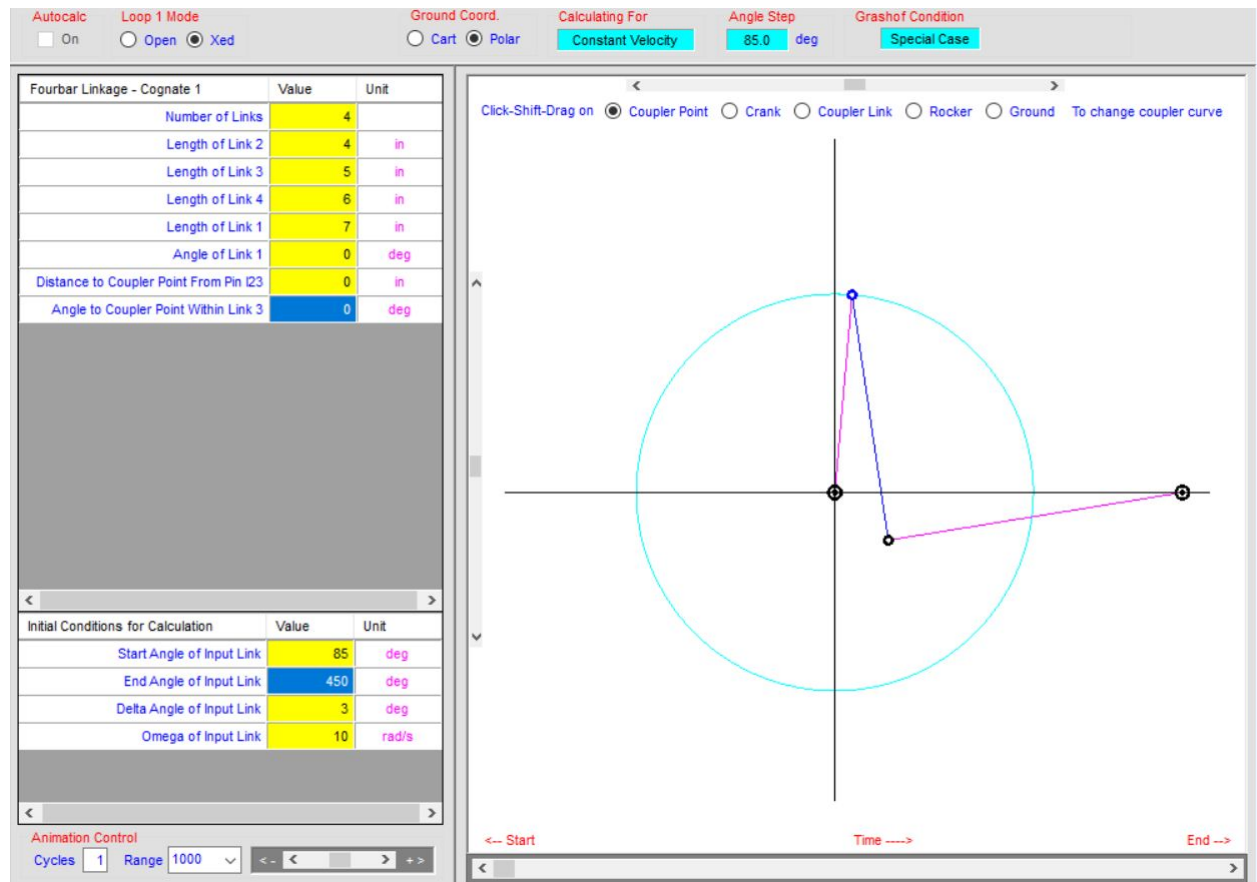 Autocalc Loop 1 Mode Ground Coord. Calculating For Angle Step Grashof Condition
On Open Xed Cart Polar Constant Velocity 85.0 deg Special Case
Fourbar Linkage - Cognate 1 Value Unit
Number of Links 4
Length of Link 2 4 in
Length of Link 3 5 in
Length of Link 4 6 in
Length of Link 1 7 in
Angle of Link 1 0 deg
Distance to Coupler Point From Pin I23 0 in
Angle to Coupler Point Within Link 3 0 deg
Initial Conditions for Calculation Value Unit
Start Angle of Input Link 85 deg
End Angle of Input Link 450 deg
Delta Angle of Input Link 3 deg
Omega of Input Link 10 rad/s
Animation Control
Cycles 1 Range 1000 < - < > + >
Click-Shift-Drag on Coupler Point Crank Coupler Link Rocker Ground To change coupler curve
<-- Start Time ----> End -->